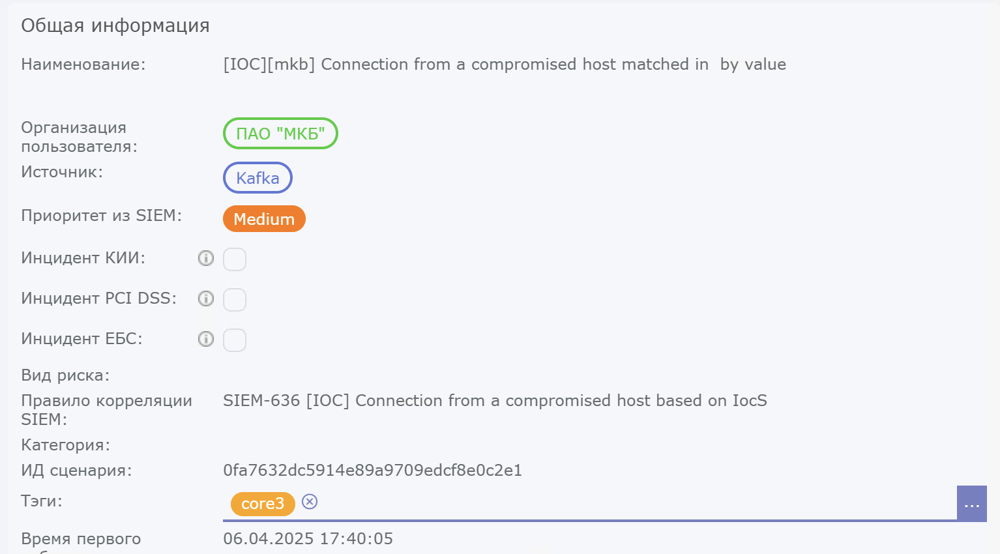 Общая информация
Наименование: [IOC][mkb] Connection from a compromised host matched in  by value
Организация
пользователя:
ПАО "МКБ"
Источник:
Kafka
Приоритет из SIEM: Medium
Инцидент КИИ:
Инцидент PCI DSS:
Инцидент ЕБС:
Вид риска:
Правило корреляции
SIEM:
SIEM-636 [IOC] Connection from a compromised host based on IocS
Категория:
ИД сценария: 0fa7632dc5914e89a9709edcf8e0c2e1
Тэги: core3 ...
Время первого 06.04.2025 17:40:05